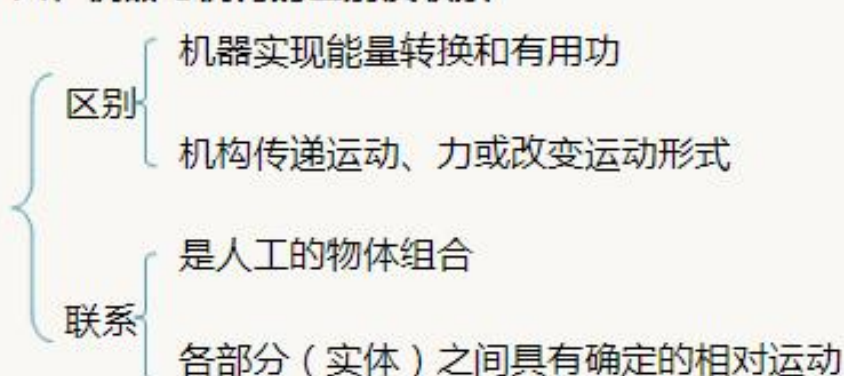 区别
机器实现能量转换和有用功
机构传递运动、力或改变运动形式
联系
是人工的物体组合
各部分（实体）之间具有确定的相对运动